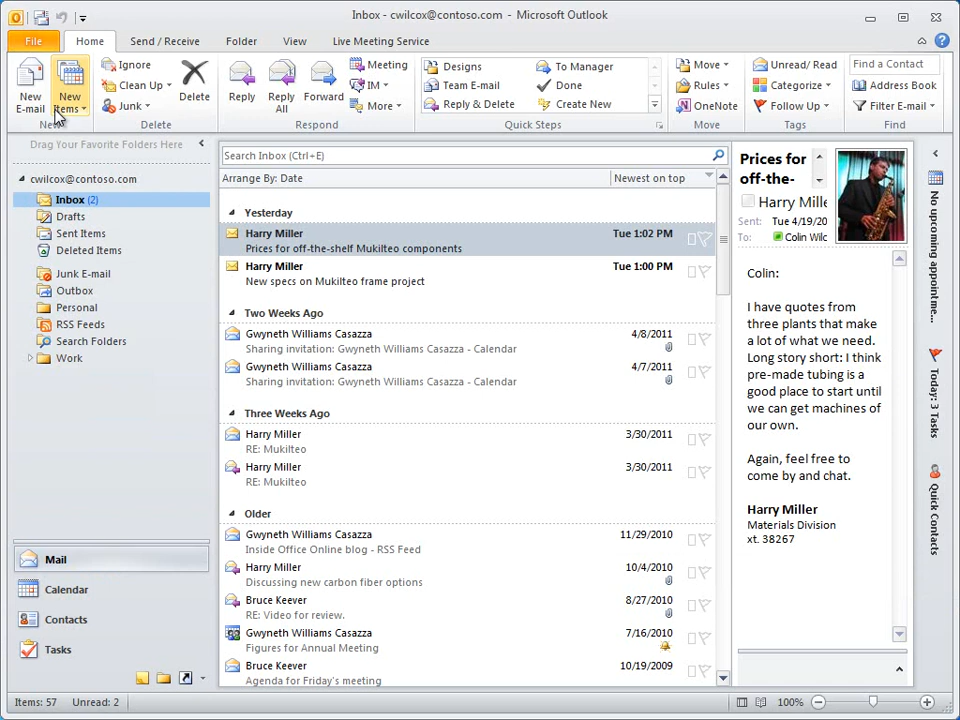 Inbox - cwilcox@contoso.com - Microsoft Outlook
File Home Send / Receive Folder View Live Meeting Service
New E-mail
New Items
New
Ignore
Clean Up
Junk
Delete
Delete
Reply
Reply All
Forward
Meeting
IM
More
Respond
Designs
Team E-mail
Reply & Delete
To Manager
Done
Create New
Quick Steps
Move
Rules
OneNote
Move
Unread/ Read
Categorize
Follow Up
Tags
Find a Contact
Address Book
Filter E-mail
Find
Drag Your Favorite Folders Here
cwilcox@contoso.com
Inbox (2)
Drafts
Sent Items
Deleted Items
Junk E-mail
Outbox
Personal
RSS Feeds
Search Folders
Work
Mail
Calendar
Contacts
Tasks
Search Inbox (Ctrl+E)
Arrange By: Date Newest on top
Yesterday
Harry Miller Tue 1:02 PM
Prices for off-the-shelf Mukilteo components
Harry Miller Tue 1:00 PM
New specs on Mukilteo frame project
Two Weeks Ago
Gwyneth Williams Casazza 4/8/2011
Sharing invitation: Gwyneth Williams Casazza - Calendar
Gwyneth Williams Casazza 4/7/2011
Sharing invitation: Gwyneth Williams Casazza - Calendar
Three Weeks Ago
Harry Miller 3/30/2011
RE: Mukilteo
Harry Miller 3/30/2011
RE: Mukilteo
Older
Gwyneth Williams Casazza 11/29/2010
Inside Office Online blog - RSS Feed
Harry Miller 10/4/2010
Discussing new carbon fiber options
Bruce Keever 8/27/2010
RE: Video for review.
Gwyneth Williams Casazza 7/16/2010
Figures for Annual Meeting
Bruce Keever 10/19/2009
Agenda for Friday's meeting
Prices for
off-the-
Harry Mille
Sent: Tue 4/19/20
To: Colin Wilc
Colin:
I have quotes from
three plants that make
a lot of what we need.
Long story short: I think
pre-made tubing is a
good place to start until
we can get machines of
our own.
Again, feel free to
come by and chat.
Harry Miller
Materials Division
xt. 38267
No upcoming appointme...
Today: 3 Tasks
Quick Contacts
Items: 57 Unread: 2 100%